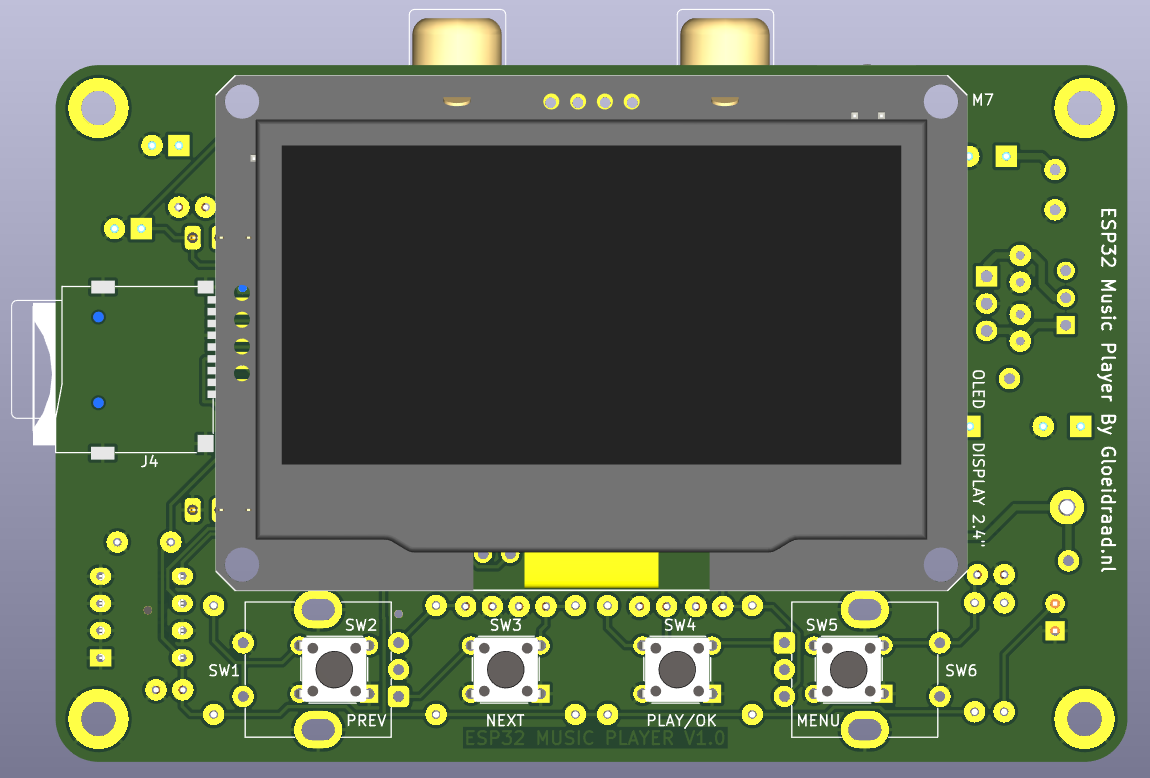 M7
ESP32 Music Player By Gloeidraad.nl
OLED DISPLAY 2.4"
J4
SW1
SW2
SW3
SW4
SW5
SW6
PREV
NEXT
PLAY/OK
MENU
ESP32 MUSIC PLAYER V1.0